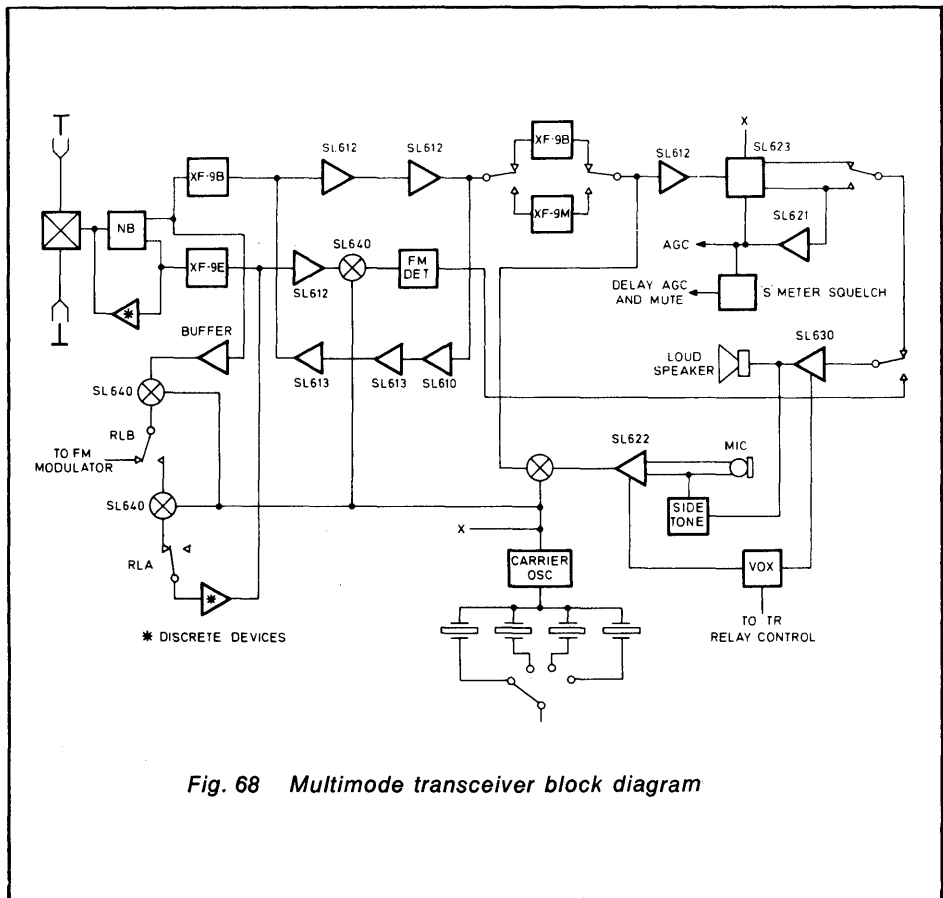 X
SL623
XF-9B
SL612
SL612
SL612
XF-9B
XF-9M
SL621
NB
SL640
AGC
XF-9E
FM
DET
DELAY AGC
AND MUTE
'S' METER SQUELCH
SL612
*
BUFFER
SL630
LOUD
SPEAKER
SL613
SL613
SL610
SL640
RLB
SL622
MIC
TO FM
MODULATOR
SIDE
TONE
SL640
X
RLA
CARRIER
OSC
VOX
*
TO TR
RELAY CONTROL
* DISCRETE DEVICES
Fig. 68 Multimode transceiver block diagram